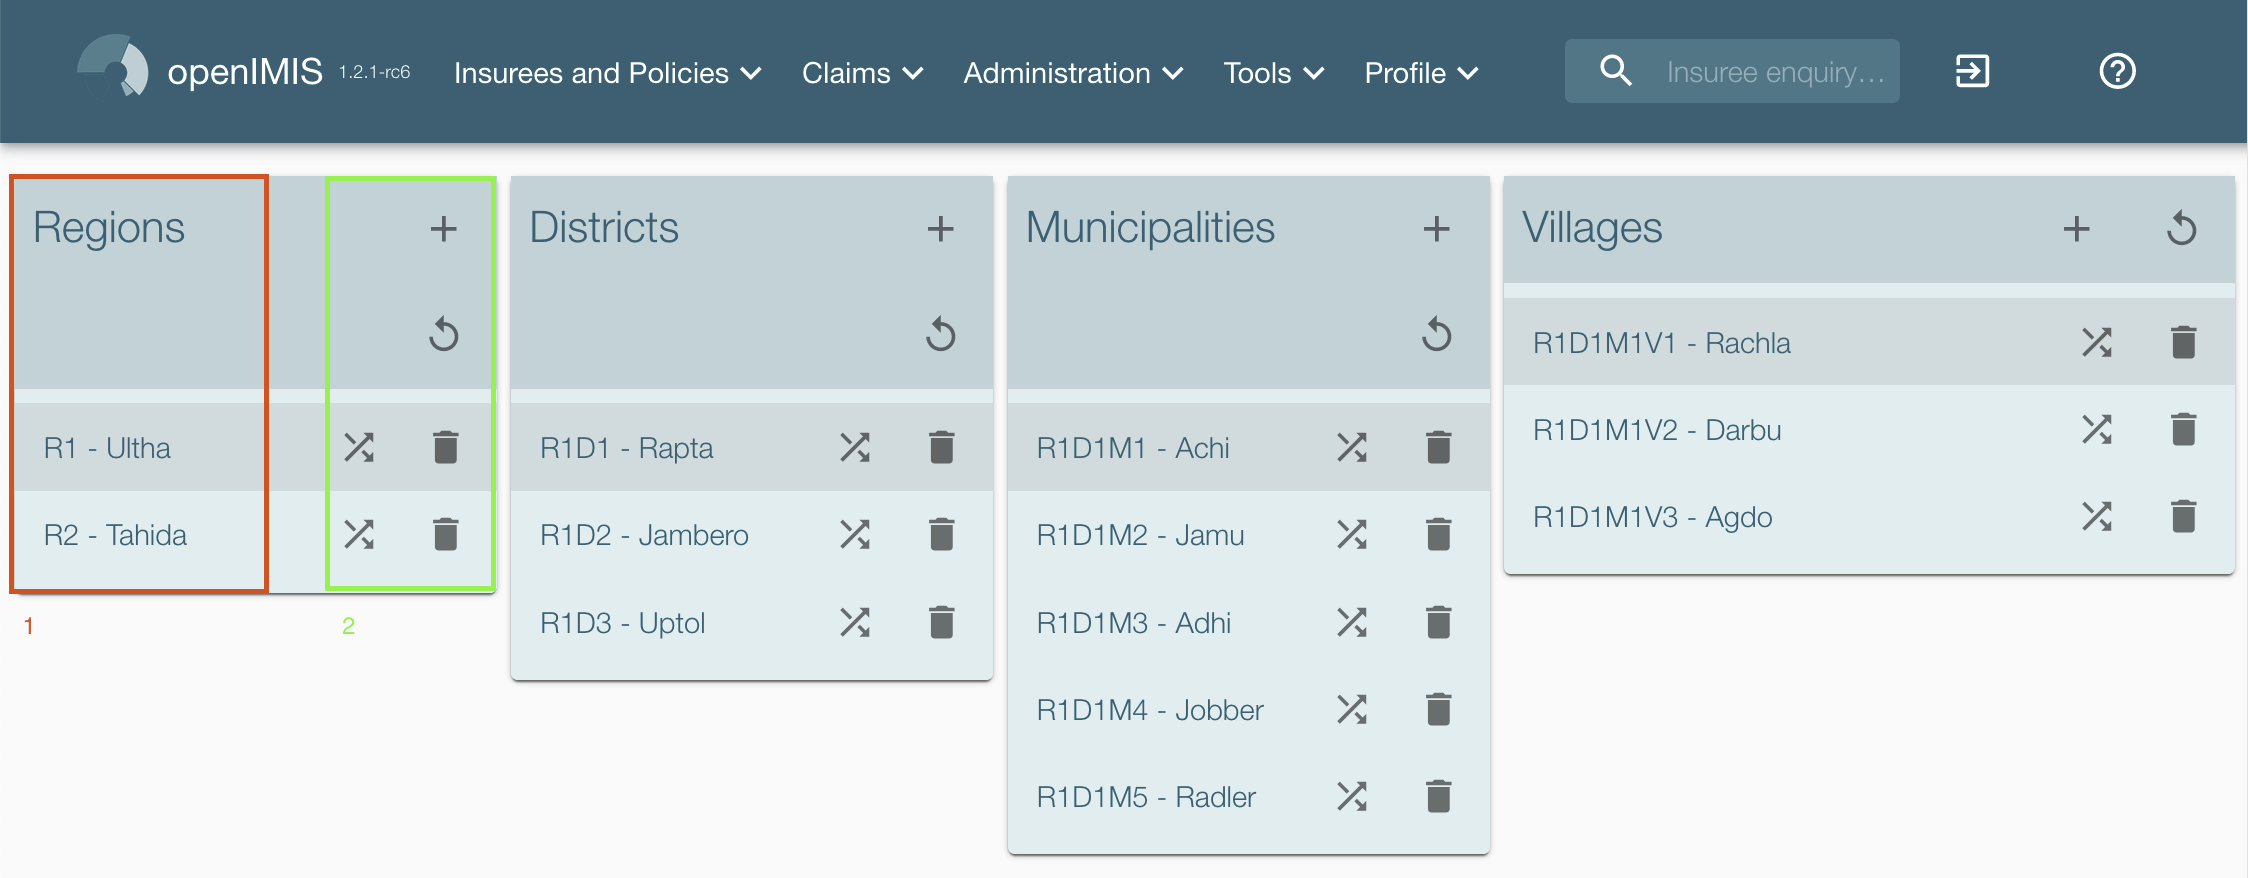 openIMIS 1.2.1-rc6 Insurees and Policies Claims Administration Tools Profile Insuree enquiry...
Regions
R1 - Ultha
R2 - Tahida
1
2
Districts
R1D1 - Rapta
R1D2 - Jambero
R1D3 - Uptol
Municipalities
R1D1M1 - Achi
R1D1M2 - Jamu
R1D1M3 - Adhi
R1D1M4 - Jobber
R1D1M5 - Radler
Villages
R1D1M1V1 - Rachla
R1D1M1V2 - Darbu
R1D1M1V3 - Agdo